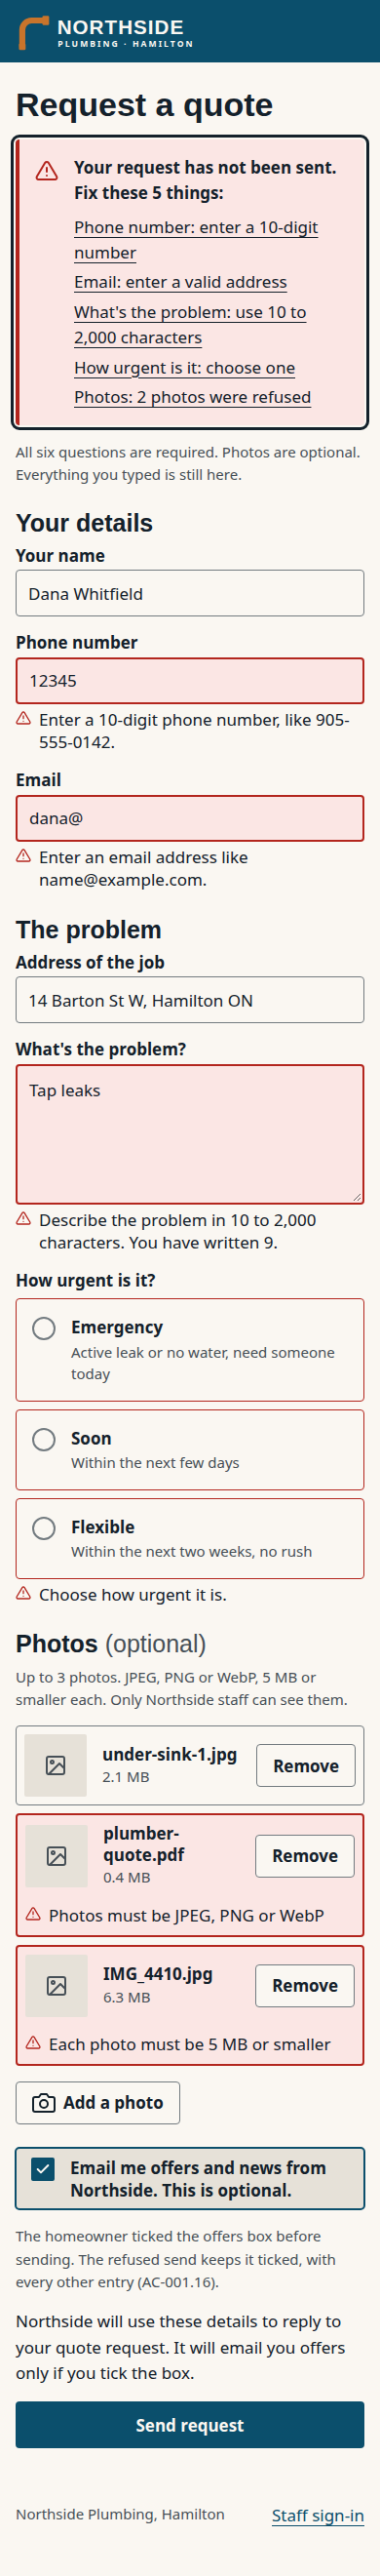 NORTHSIDE
PLUMBING · HAMILTON
Request a quote
Your request has not been sent.
Fix these 5 things:
Phone number: enter a 10-digit
number
Email: enter a valid address
What's the problem: use 10 to
2,000 characters
How urgent is it: choose one
Photos: 2 photos were refused
All six questions are required. Photos are optional.
Everything you typed is still here.
Your details
Your name
Dana Whitfield
Phone number
12345
Enter a 10-digit phone number, like 905-
555-0142.
Email
dana@
Enter an email address like
name@example.com.
The problem
Address of the job
14 Barton St W, Hamilton ON
What's the problem?
Tap leaks
Describe the problem in 10 to 2,000
characters. You have written 9.
How urgent is it?
Emergency
Active leak or no water, need someone
today
Soon
Within the next few days
Flexible
Within the next two weeks, no rush
Choose how urgent it is.
Photos (optional)
Up to 3 photos. JPEG, PNG or WebP, 5 MB or
smaller each. Only Northside staff can see them.
under-sink-1.jpg
2.1 MB
Remove
plumber-
quote.pdf
0.4 MB
Remove
Photos must be JPEG, PNG or WebP
IMG_4410.jpg
6.3 MB
Remove
Each photo must be 5 MB or smaller
Add a photo
Email me offers and news from
Northside. This is optional.
The homeowner ticked the offers box before
sending. The refused send keeps it ticked, with
every other entry (AC-001.16).
Northside will use these details to reply to
your quote request. It will email you offers
only if you tick the box.
Send request
Northside Plumbing, Hamilton
Staff sign-in